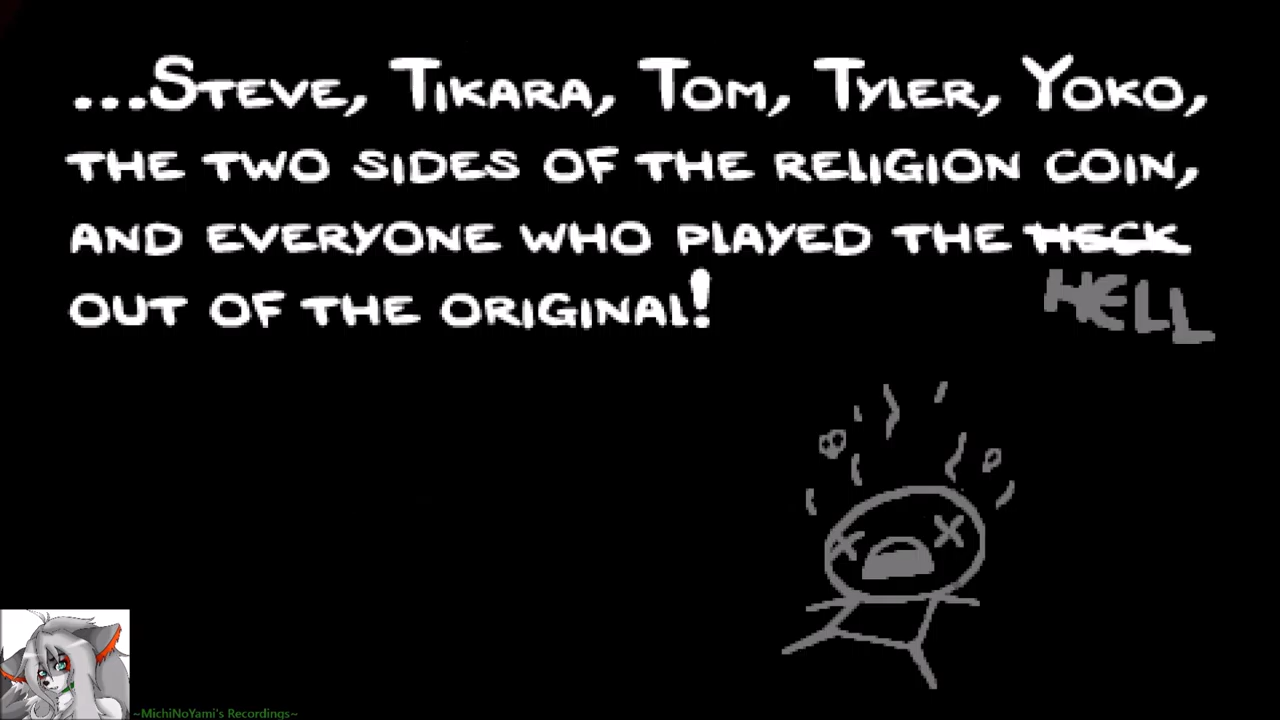 ...Steve, Tikara, Tom, Tyler, Yoko,
the two sides of the religion coin,
and everyone who played the heck
HELL
out of the original!
~MichiNoYami's Recordings~